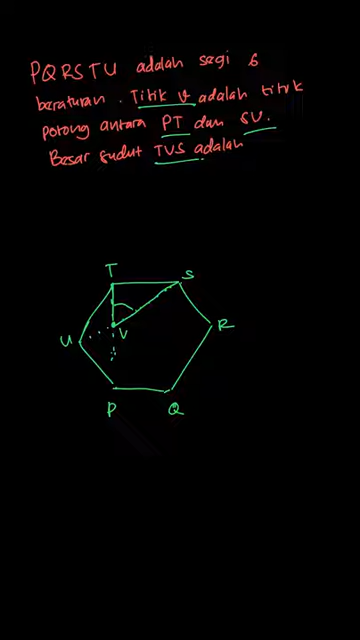 PQRSTU adalah segi 6
beraturan. Titik V adalah titik
potong antara PT dan SU.
Besar sudut TVS adalah
T
S
U
V
R
P
Q